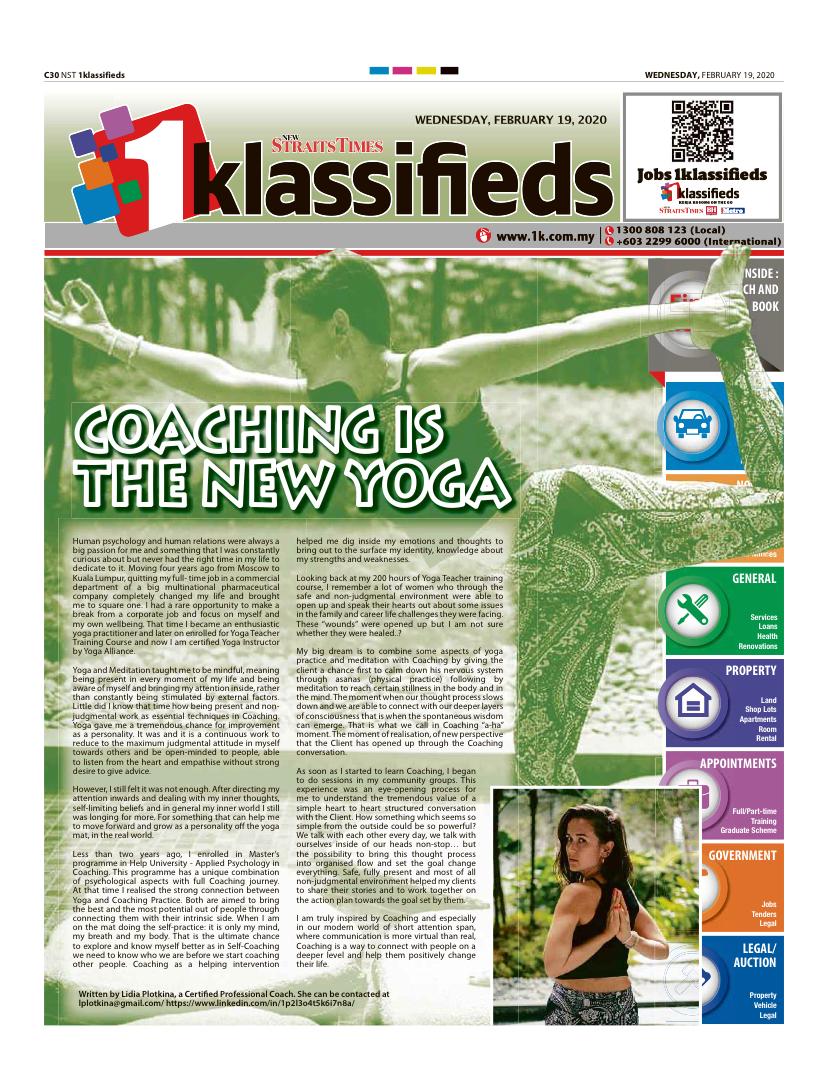 C30 NST 1klassifieds
WEDNESDAY, FEBRUARY 19, 2020
WEDNESDAY, FEBRUARY 19, 2020
NEW
STRAITS TIMES
1klassifieds
Jobs 1klassifieds
1klassifieds
KERJA KOSONG ON THE GO
NEW STRAITS TIMES BH Metro
www.1k.com.my
1300 808 123 (Local)
+603 2299 6000 (International)
NSIDE :
CH AND
BOOK
COACHING IS
THE NEW YOGA
Human psychology and human relations were always a
big passion for me and something that I was constantly
curious about but never had the right time in my life to
dedicate to it. Moving four years ago from Moscow to
Kuala Lumpur, quitting my full- time job in a commercial
department of a big multinational pharmaceutical
company completely changed my life and brought
me to square one. I had a rare opportunity to make a
break from a corporate job and focus on myself and
my own wellbeing. That time I became an enthusiastic
yoga practitioner and later on enrolled for Yoga Teacher
Training Course and now I am certified Yoga Instructor
by Yoga Alliance.
Yoga and Meditation taught me to be mindful, meaning
being present in every moment of my life and being
aware of myself and bringing my attention inside, rather
than constantly being stimulated by external factors.
Little did I know that time how being present and non-
judgmental work as essential techniques in Coaching.
Yoga gave me a tremendous chance for improvement
as a personality. It was and it is a continuous work to
reduce to the maximum judgmental attitude in myself
towards others and be open-minded to people, able
to listen from the heart and empathise without strong
desire to give advice.
However, I still felt it was not enough. After directing my
attention inwards and dealing with my inner thoughts,
self-limiting beliefs and in general my inner world I still
was longing for more. For something that can help me
to move forward and grow as a personality off the yoga
mat, in the real world.
Less than two years ago, I enrolled in Master's
programme in Help University - Applied Psychology in
Coaching. This programme has a unique combination
of psychological aspects with full Coaching journey.
At that time I realised the strong connection between
Yoga and Coaching Practice. Both are aimed to bring
the best and the most potential out of people through
connecting them with their intrinsic side. When I am
on the mat doing the self-practice: it is only my mind,
my breath and my body. That is the ultimate chance
to explore and know myself better as in Self-Coaching
we need to know who we are before we start coaching
other people. Coaching as a helping intervention
helped me dig inside my emotions and thoughts to
bring out to the surface my identity, knowledge about
my strengths and weaknesses.
Looking back at my 200 hours of Yoga Teacher training
course, I remember a lot of women who through the
safe and non-judgmental environment were able to
open up and speak their hearts out about some issues
in the family and career life challenges they were facing.
These “wounds” were opened up but I am not sure
whether they were healed..?
My big dream is to combine some aspects of yoga
practice and meditation with Coaching by giving the
client a chance first to calm down his nervous system
through asanas (physical practice) following by
meditation to reach certain stillness in the body and in
the mind. The moment when our thought process slows
down and we are able to connect with our deeper layers
of consciousness that is when the spontaneous wisdom
can emerge. That is what we call in Coaching “a-ha”
moment. The moment of realisation, of new perspective
that the Client has opened up through the Coaching
conversation.
As soon as I started to learn Coaching, I began
to do sessions in my community groups. This
experience was an eye-opening process for
me to understand the tremendous value of a
simple heart to heart structured conversation
with the Client. How something which seems so
simple from the outside could be so powerful?
We talk with each other every day, we talk with
ourselves inside of our heads non-stop… but
the possibility to bring this thought process
into organised flow and set the goal change
everything. Safe, fully present and most of all
non-judgmental environment helped my clients
to share their stories and to work together on
the action plan towards the goal set by them.
I am truly inspired by Coaching and especially
in our modern world of short attention span,
where communication is more virtual than real,
Coaching is a way to connect with people on a
deeper level and help them positively change
their life.
Written by Lidia Plotkina, a Certified Professional Coach. She can be contacted at
lplotkina@gmail.com/ https://www.linkedin.com/in/1p2l3o4t5k6i7n8a/
GENERAL
Services
Loans
Health
Renovations
PROPERTY
Land
Shop Lots
Apartments
Room
Rental
APPOINTMENTS
Full/Part-time
Training
Graduate Scheme
GOVERNMENT
Jobs
Tenders
Legal
LEGAL/
AUCTION
Property
Vehicle
Legal